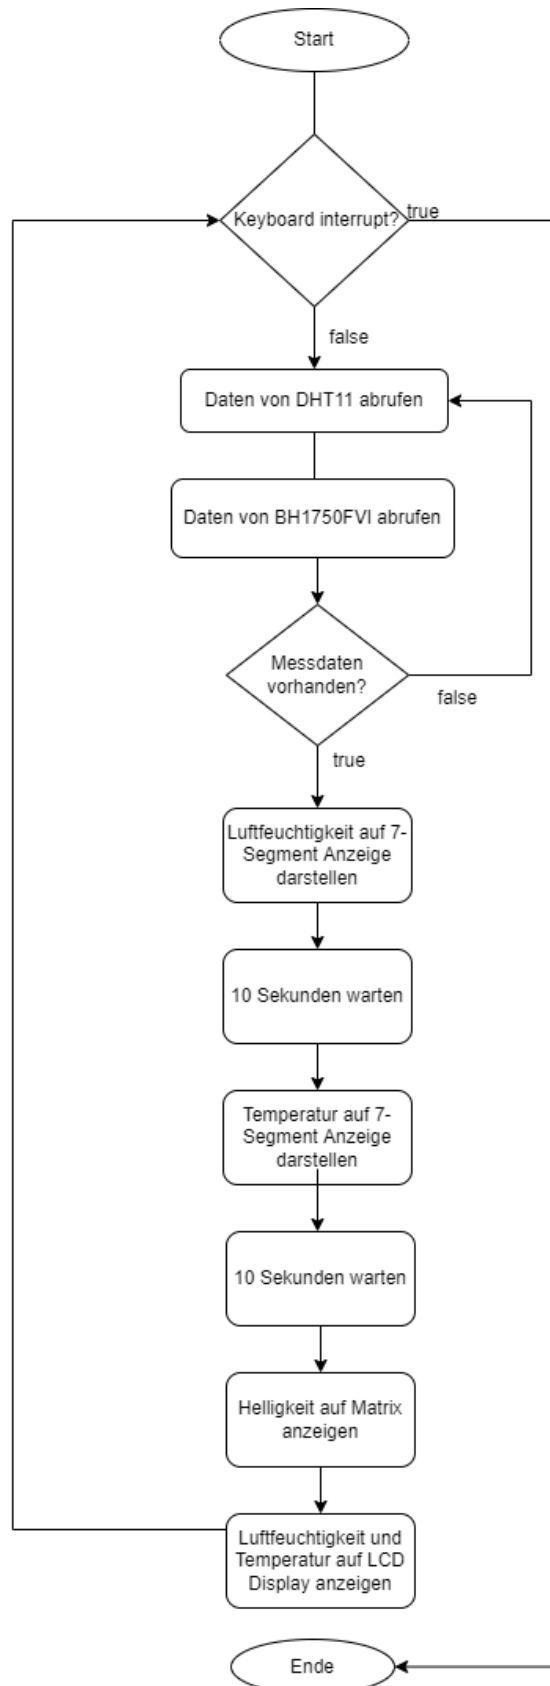 Start
Keyboard interrupt?
true
false
Daten von DHT11 abrufen
Daten von BH1750FVI abrufen
Messdaten
vorhanden?
false
true
Luftfeuchtigkeit auf 7-
Segment Anzeige
darstellen
10 Sekunden warten
Temperatur auf 7-
Segment Anzeige
darstellen
10 Sekunden warten
Helligkeit auf Matrix
anzeigen
Luftfeuchtigkeit und
Temperatur auf LCD
Display anzeigen
Ende